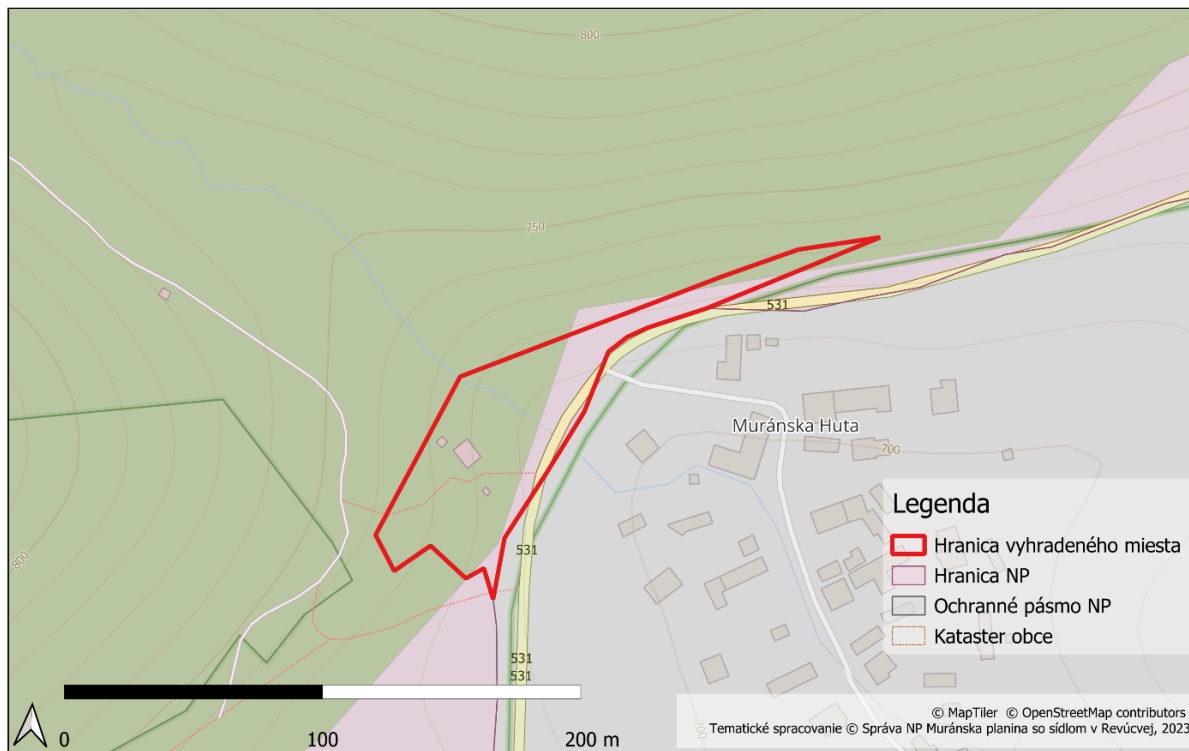 800
750
531
Muránska Huta
700
800
531
531
531
700
Legenda
Hranica vyhradeného miesta
Hranica NP
Ochranné pásmo NP
Kataster obce
© MapTiler © OpenStreetMap contributors
Tematické spracovanie © Správa NP Muránska planina so sídlom v Revúcvej, 2023
0 100 200 m